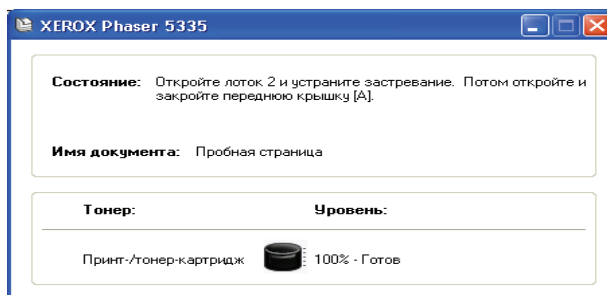 XEROX Phaser 5335
Состояние: Откройте лоток 2 и устраните застревание. Потом откройте и
закройте переднюю крышку [A].
Имя документа: Пробная страница
Тонер: Уровень:
Принт-/тонер-картридж 100% - Готов